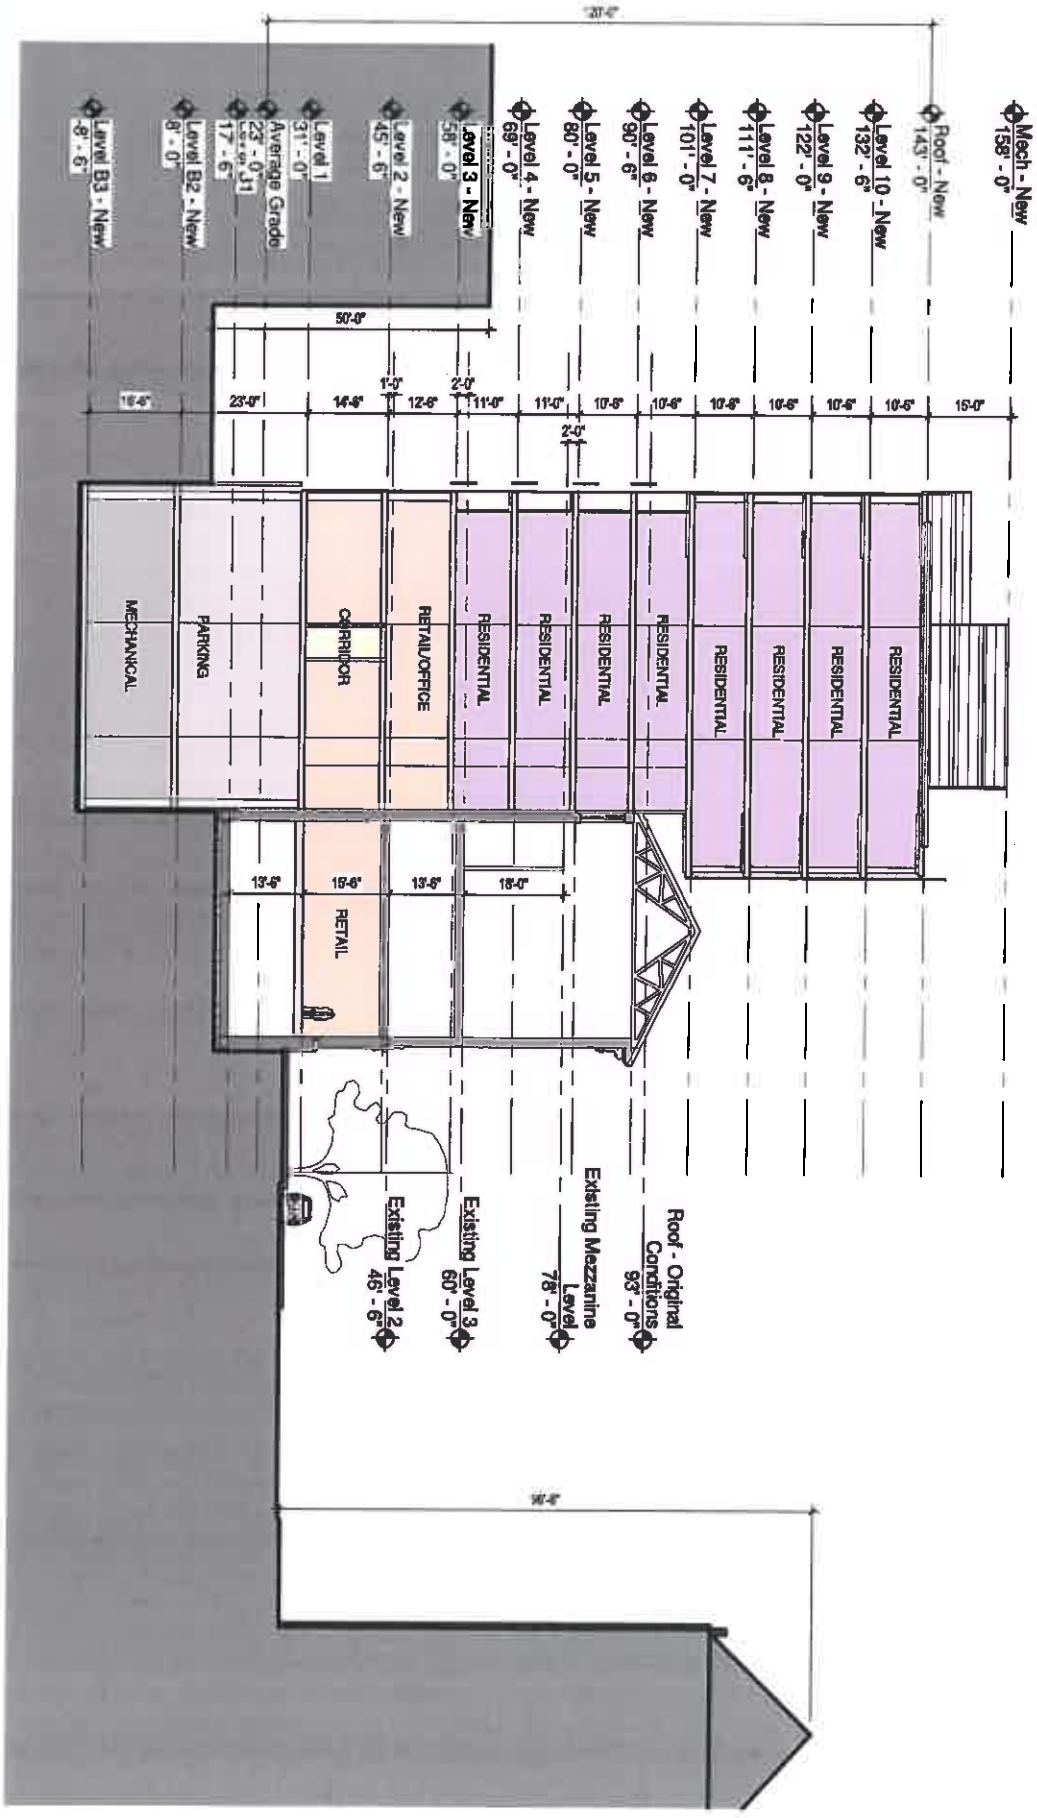 Mech - New
158' - 0"
Roof - New
143' - 0"
Level 10 - New
132' - 6"
Level 9 - New
122' - 0"
Level 8 - New
111' - 6"
Level 7 - New
101' - 0"
Level 6 - New
90' - 6"
Level 5 - New
80' - 0"
Level 4 - New
69' - 0"
Level 3 - New
58' - 0"
Level 2 - New
45' - 6"
Level 1
31' - 0"
Average Grade
23' - 0"
17' - 6"
Level B2 - New
8' - 0"
Level B3 - New
-8' - 6"
120'-0"
50'-0"
15'-0"
10'-6"
10'-6"
10'-6"
10'-6"
10'-6"
10'-6"
11'-0"
11'-0"
2'-0"
2'-0"
12'-6"
1'-0"
14'-6"
23'-0"
16'-6"
RESIDENTIAL
RESIDENTIAL
RESIDENTIAL
RESIDENTIAL
RESIDENTIAL
RESIDENTIAL
RESIDENTIAL
RESIDENTIAL
RETAIL/OFFICE
CORRIDOR
PARKING
MECHANICAL
18'-0"
13'-6"
15'-6"
13'-6"
RETAIL
Roof - Original
Conditions
93' - 0"
Existing Mezzanine
Level
78' - 0"
Existing Level 3
60' - 0"
Existing Level 2
46' - 6"